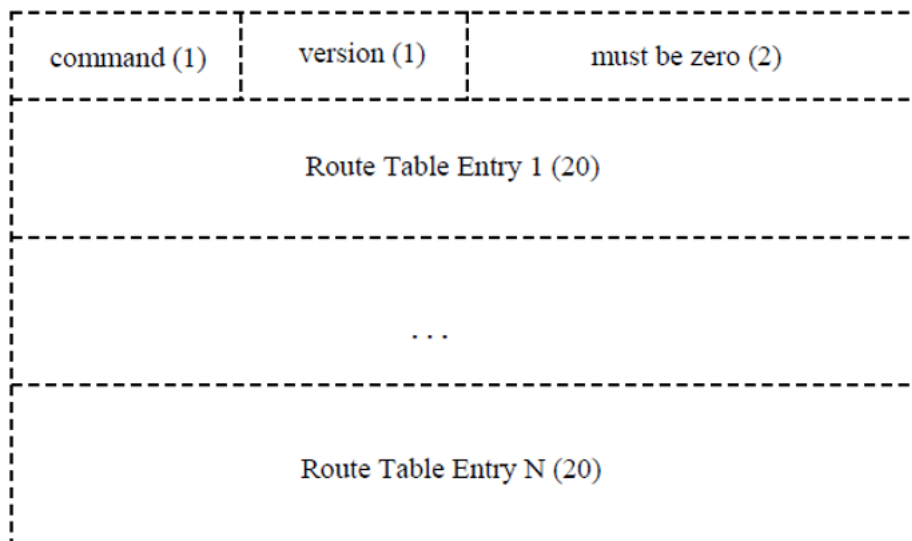 command (1) version (1) must be zero (2)
Route Table Entry 1 (20)
...
Route Table Entry N (20)